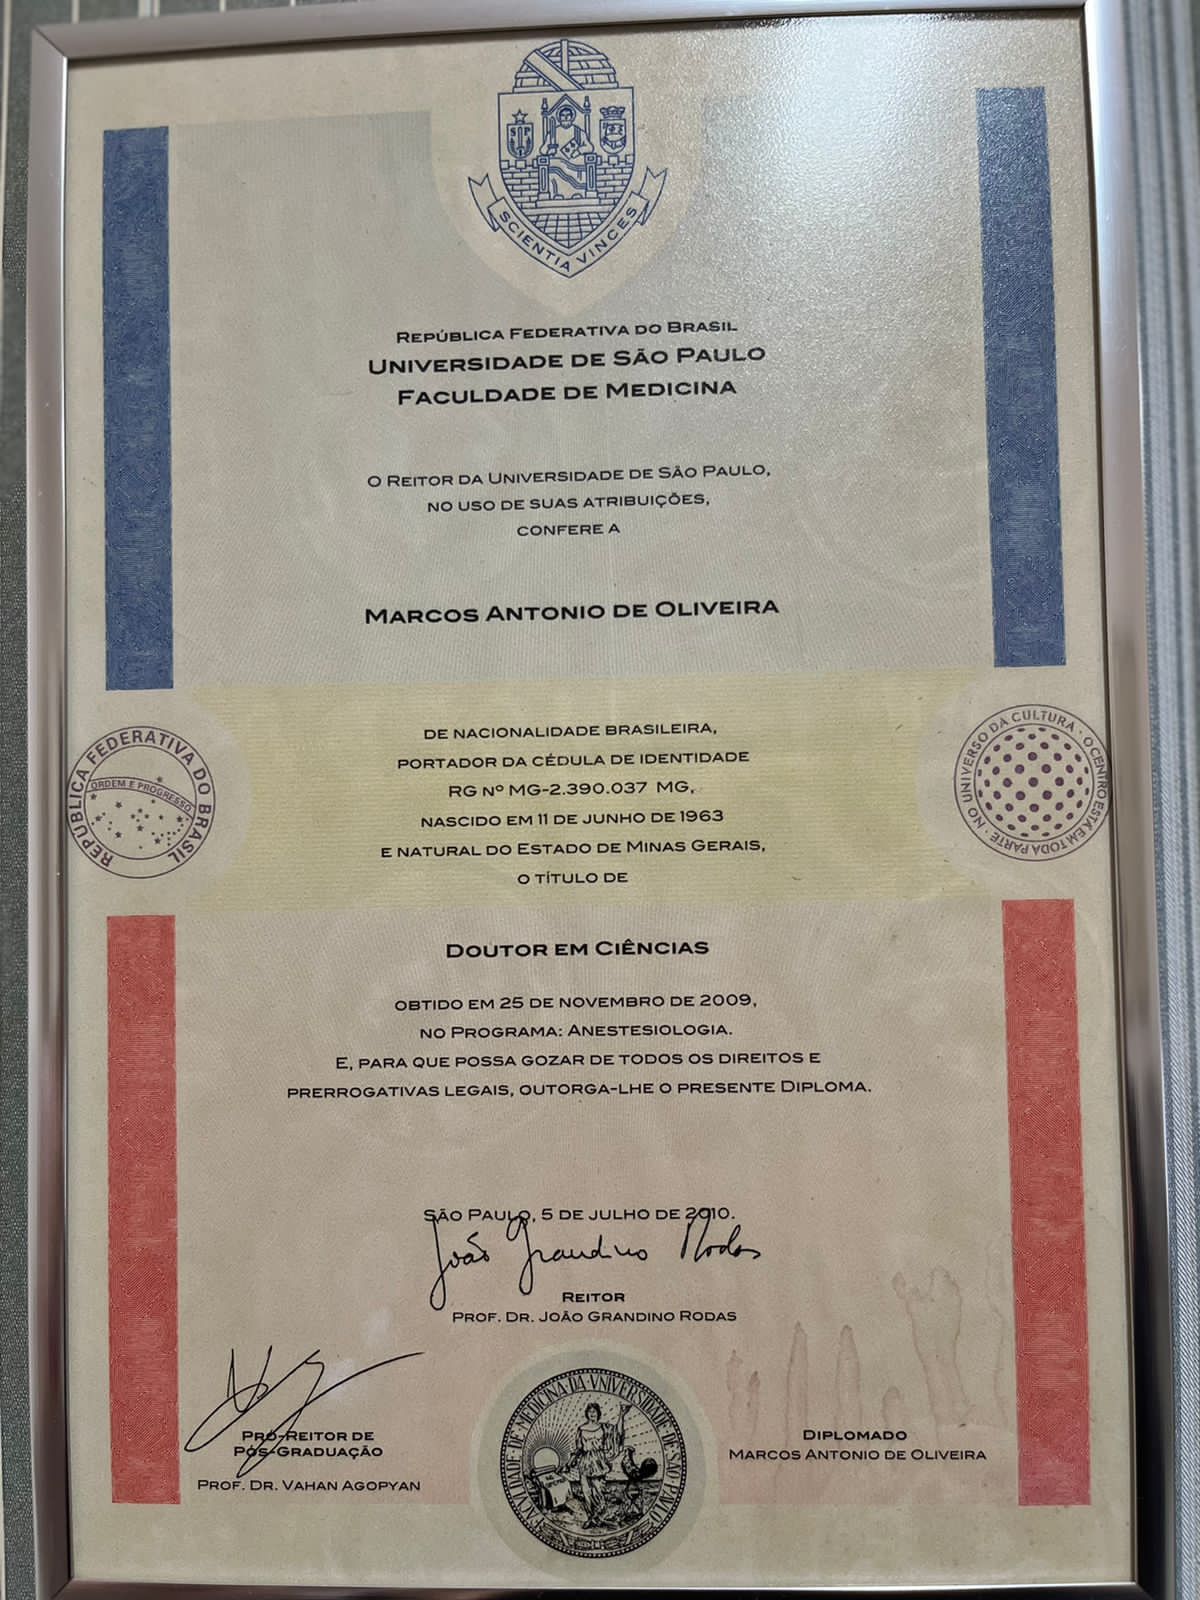 SCIENTIA VINCES
República Federativa do Brasil
Universidade de São Paulo
Faculdade de Medicina
O Reitor da Universidade de São Paulo,
no uso de suas atribuições,
confere a
Marcos Antonio de Oliveira
de nacionalidade brasileira,
portador da cédula de identidade
RG nº MG-2.390.037 MG,
nascido em 11 de junho de 1963
e natural do Estado de Minas Gerais,
o título de
REPÚBLICA FEDERATIVA DO BRASIL
ORDEM E PROGRESSO
NO UNIVERSO DA CULTURA · O CENTRO ESTÁ EM TODA PARTE ·
Doutor em Ciências
obtido em 25 de novembro de 2009,
no Programa: Anestesiologia.
E, para que possa gozar de todos os direitos e
prerrogativas legais, outorga-lhe o presente Diploma.
São Paulo, 5 de julho de 2010.
João Grandino Rodas
Reitor
Prof. Dr. João Grandino Rodas
Pró-Reitor de
Pós-Graduação
Prof. Dr. Vahan Agopyan
FACULDADE·DE·MEDICINA·DA·VNIVERSIDADE·DE·SÃO·PAVLO
Diplomado
Marcos Antonio de Oliveira